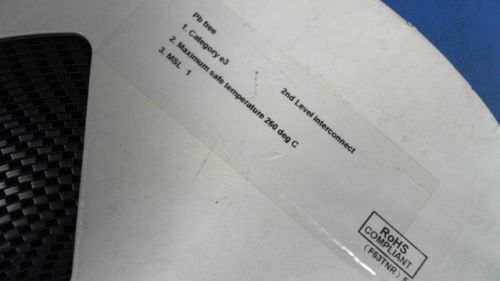 Pb free
1. Category e3
2. Maximum safe temperature 260 deg C
3. MSL 1
2nd Level interconnect
RoHS
COMPLIANT
(F63TNR)